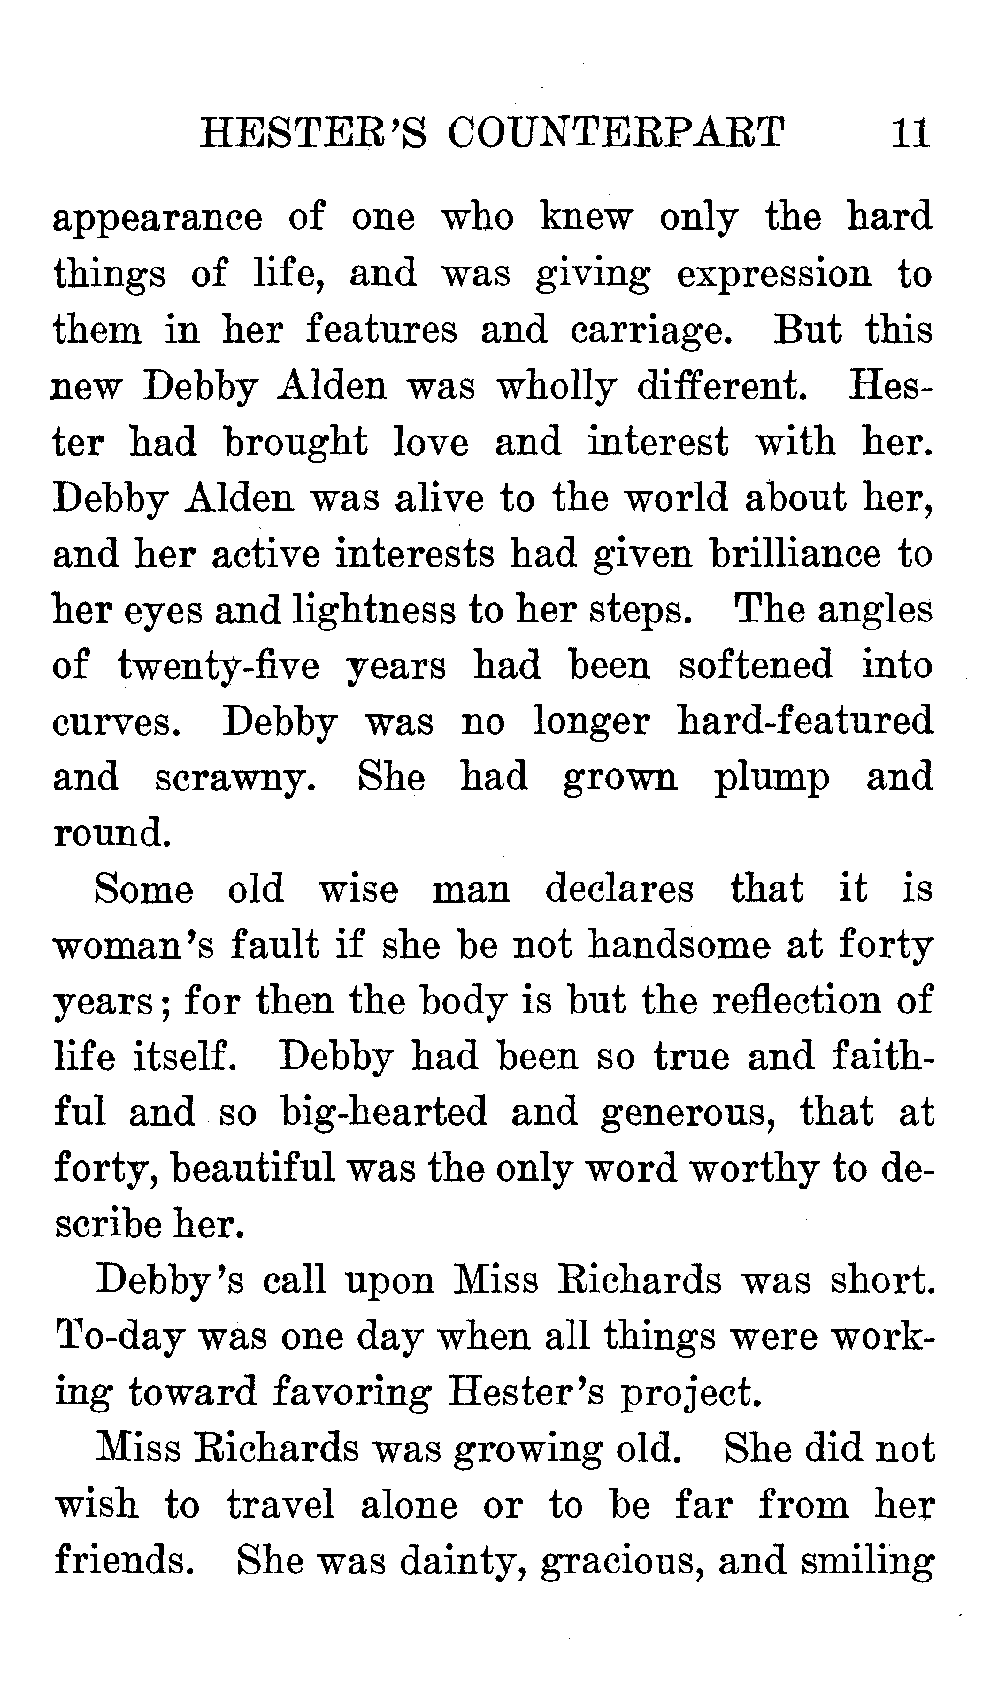 HESTER'S COUNTERPART 11
appearance of one who knew only the hard
things of life, and was giving expression to
them in her features and carriage. But this
new Debby Alden was wholly different. Hes-
ter had brought love and interest with her.
Debby Alden was alive to the world about her,
and her active interests had given brilliance to
her eyes and lightness to her steps. The angles
of twenty-five years had been softened into
curves. Debby was no longer hard-featured
and scrawny. She had grown plump and
round.
Some old wise man declares that it is
woman's fault if she be not handsome at forty
years; for then the body is but the reflection of
life itself. Debby had been so true and faith-
ful and so big-hearted and generous, that at
forty, beautiful was the only word worthy to de-
scribe her.
Debby's call upon Miss Richards was short.
To-day was one day when all things were work-
ing toward favoring Hester's project.
Miss Richards was growing old. She did not
wish to travel alone or to be far from her
friends. She was dainty, gracious, and smiling